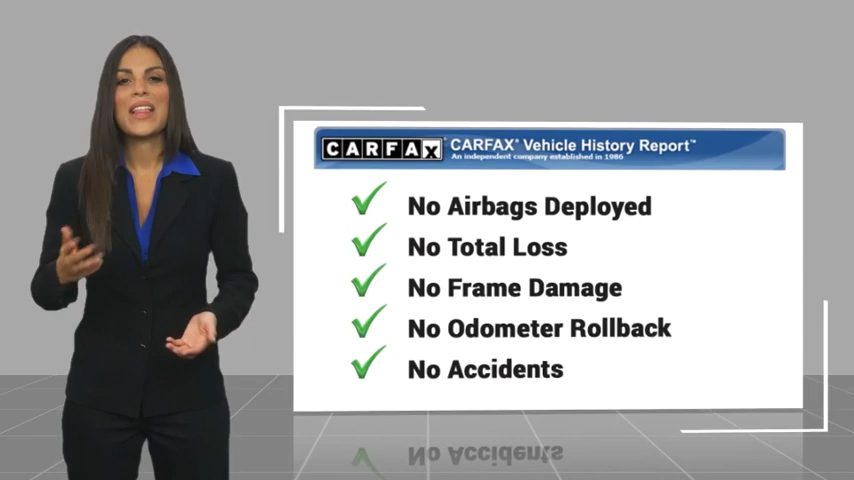 CARFAX CARFAX® Vehicle History Report™
An independent company established in 1986
No Airbags Deployed
No Total Loss
No Frame Damage
No Odometer Rollback
No Accidents
No Accidents